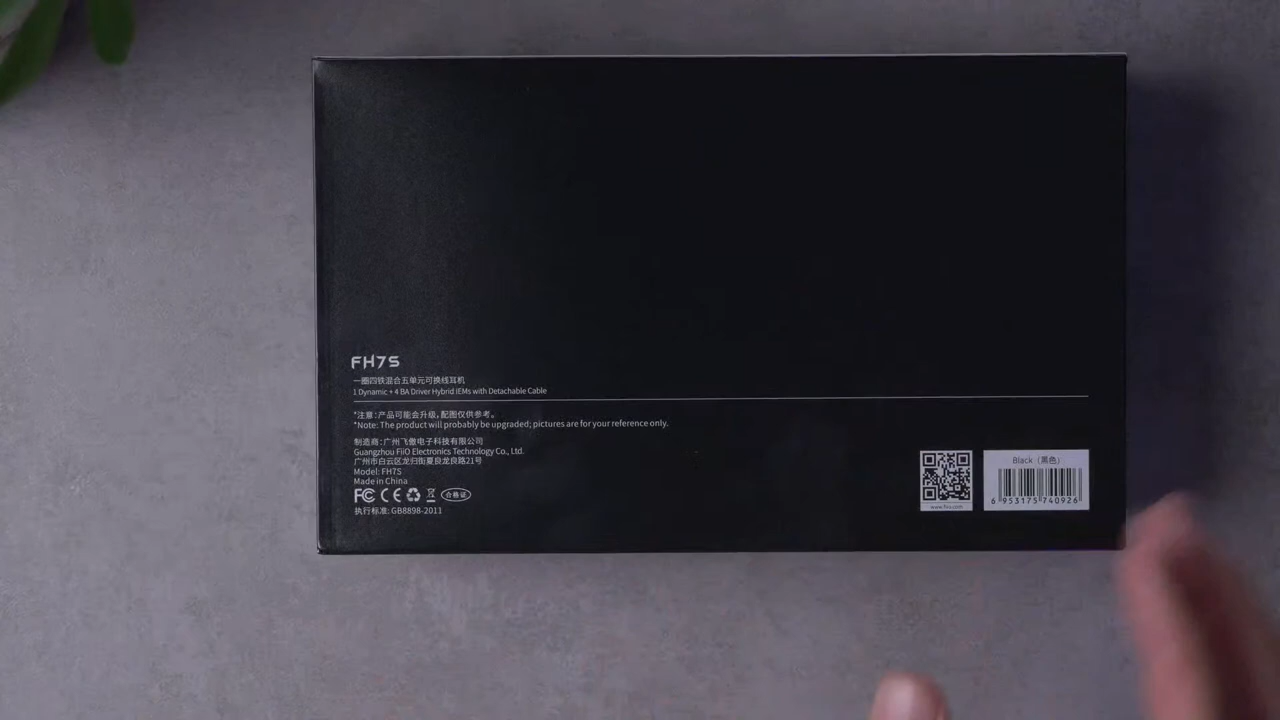 FH7S
一圈四铁混合五单元可换线耳机
1 Dynamic + 4 BA Driver Hybrid IEMs with Detachable Cable
*注意：产品可能会升级，配图仅供参考。
*Note: The product will probably be upgraded; pictures are for your reference only.
制造商：广州飞傲电子科技有限公司
Guangzhou FiiO Electronics Technology Co., Ltd.
广州市白云区龙归街夏良龙良路21号
Model: FH7S
Made in China
FC CE 合格证
执行标准: GB8898-2011
www.fiio.com
Black（黑色）
6 953175 740926